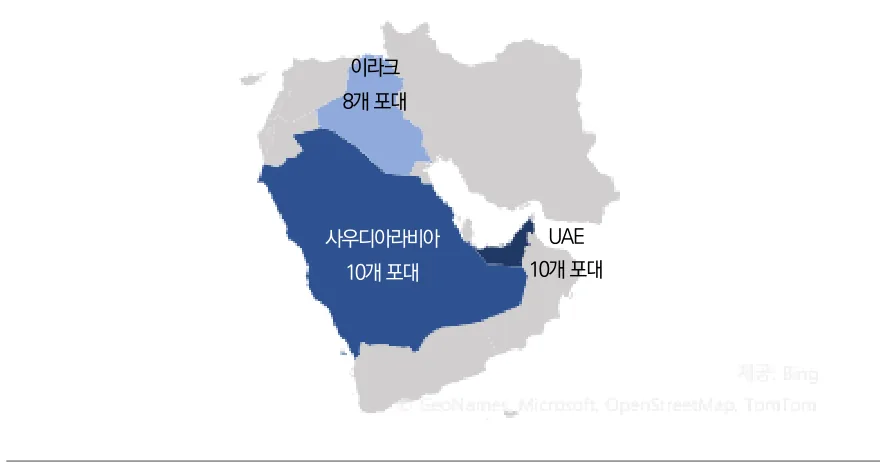 이라크
8개 포대
사우디아라비아
10개 포대
UAE
10개 포대
제공: Bing
© GeoNames, Microsoft, OpenStreetMap, TomTom